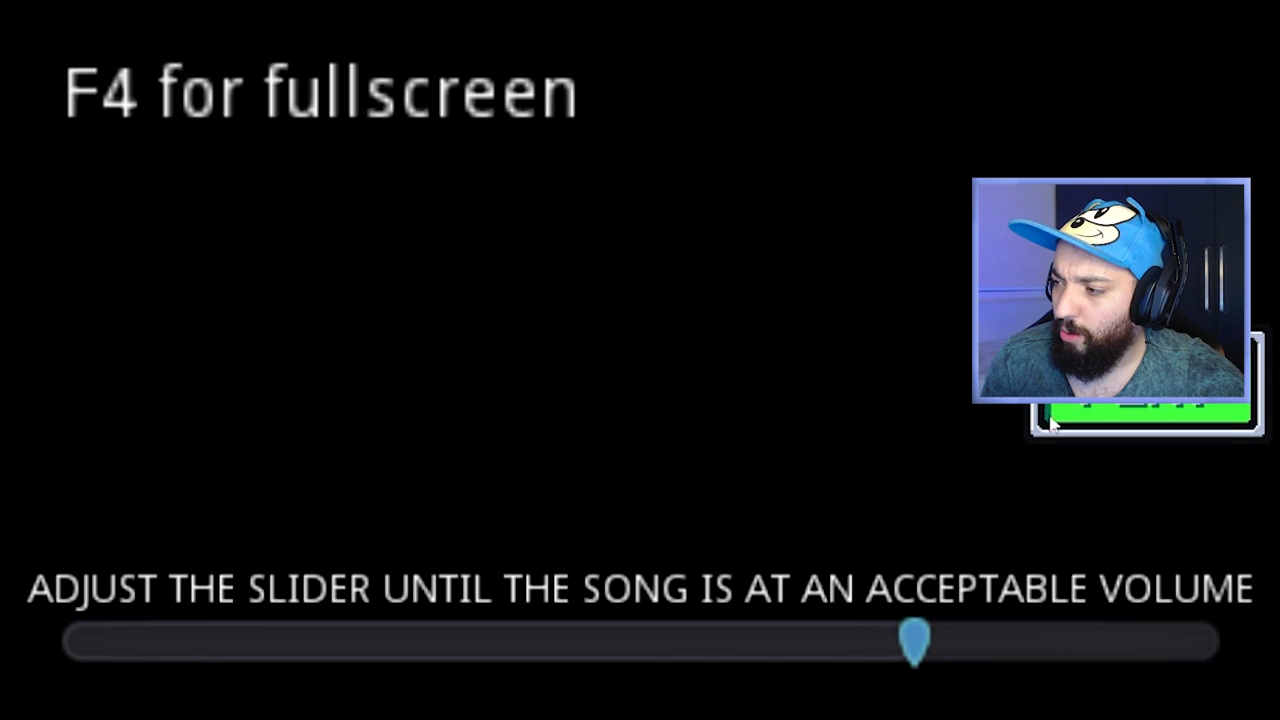 F4 for fullscreen
ADJUST THE SLIDER UNTIL THE SONG IS AT AN ACCEPTABLE VOLUME